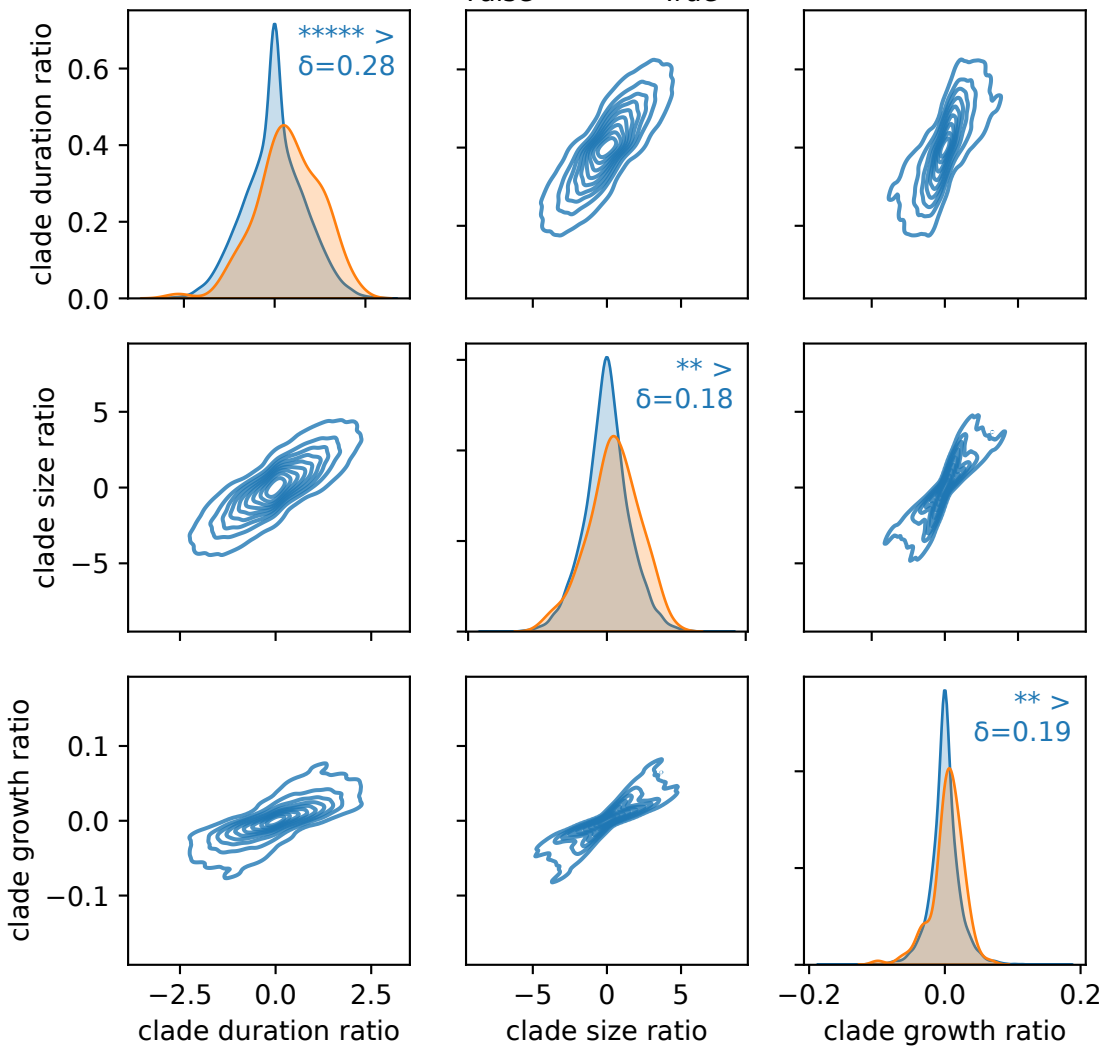 clade duration ratio
0.6
0.4
0.2
0.0
***** >
δ=0.28
clade size ratio
5
0
−5
** >
δ=0.18
clade growth ratio
0.1
0.0
−0.1
** >
δ=0.19
−2.5 0.0 2.5
−5 0 5
−0.2 0.0 0.2
clade duration ratio
clade size ratio
clade growth ratio